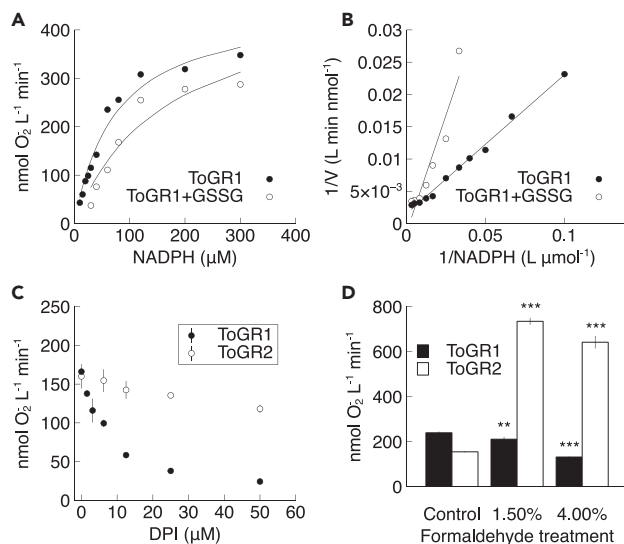 A
400
300
200
100
0
nmol O₂⁻ L⁻¹ min⁻¹
ToGR1
ToGR1+GSSG
0 100 200 300 400
NADPH (µM)
B
0.03
0.025
0.02
0.015
0.01
5×10⁻³
0
1/V (L min nmol⁻¹)
ToGR1
ToGR1+GSSG
0 0.05 0.1
1/NADPH (L µmol⁻¹)
C
200
150
100
50
0
nmol O₂⁻ L⁻¹ min⁻¹
ToGR1
ToGR2
0 10 20 30 40 50 60
DPI (µM)
D
800
600
400
200
0
nmol O₂⁻ L⁻¹ min⁻¹
ToGR1
ToGR2
***
***
**
***
Control 1.50% 4.00%
Formaldehyde treatment